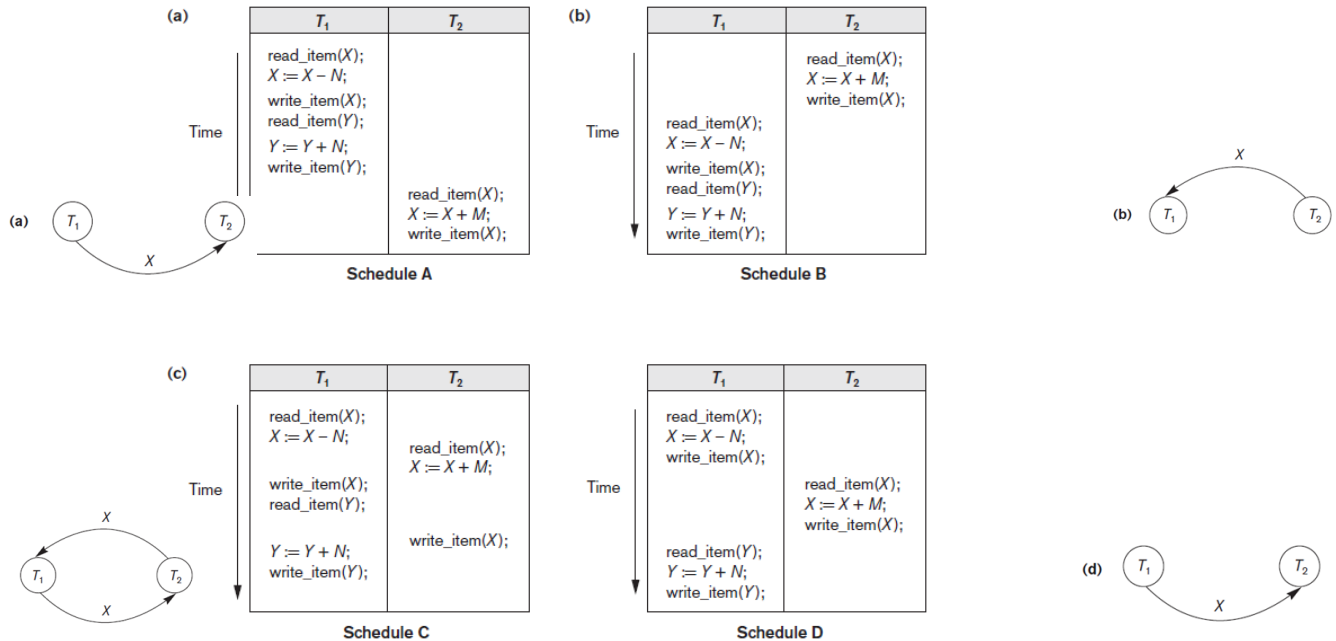 (a)
T₁ T₂
read_item(X);
X := X – N;
write_item(X);
read_item(Y);
Y := Y + N;
write_item(Y);
read_item(X);
X := X + M;
write_item(X);
Time
Schedule A
(a)
T₁
T₂
X
(b)
T₁ T₂
read_item(X);
X := X + M;
write_item(X);
read_item(X);
X := X – N;
write_item(X);
read_item(Y);
Y := Y + N;
write_item(Y);
Time
Schedule B
X
(b)
T₁
T₂
(c)
T₁ T₂
read_item(X);
X := X – N;
read_item(X);
X := X + M;
write_item(X);
read_item(Y);
write_item(X);
Y := Y + N;
write_item(Y);
Time
Schedule C
X
T₁
T₂
X
T₁ T₂
read_item(X);
X := X – N;
write_item(X);
read_item(X);
X := X + M;
write_item(X);
read_item(Y);
Y := Y + N;
write_item(Y);
Time
Schedule D
(d)
T₁
T₂
X